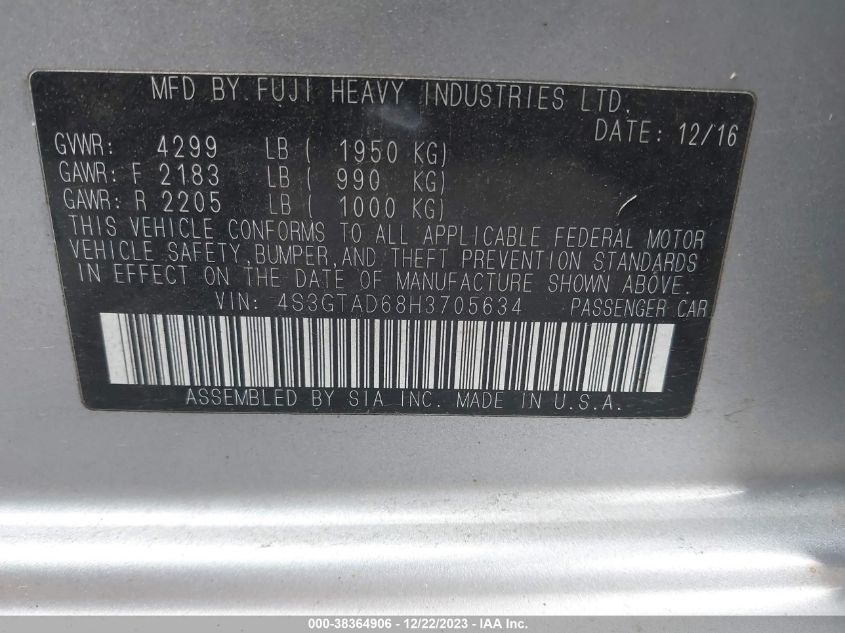 MFD BY FUJI HEAVY INDUSTRIES LTD.
DATE: 12/16
GVWR: 4299 LB ( 1950 KG)
GAWR: F 2183 LB ( 990 KG)
GAWR: R 2205 LB ( 1000 KG)
THIS VEHICLE CONFORMS TO ALL APPLICABLE FEDERAL MOTOR
VEHICLE SAFETY, BUMPER, AND THEFT PREVENTION STANDARDS
IN EFFECT ON THE DATE OF MANUFACTURE SHOWN ABOVE.
VIN: 4S3GTAD68H3705634 PASSENGER CAR
ASSEMBLED BY SIA INC. MADE IN U.S.A.
000-38364906 - 12/22/2023 - IAA Inc.